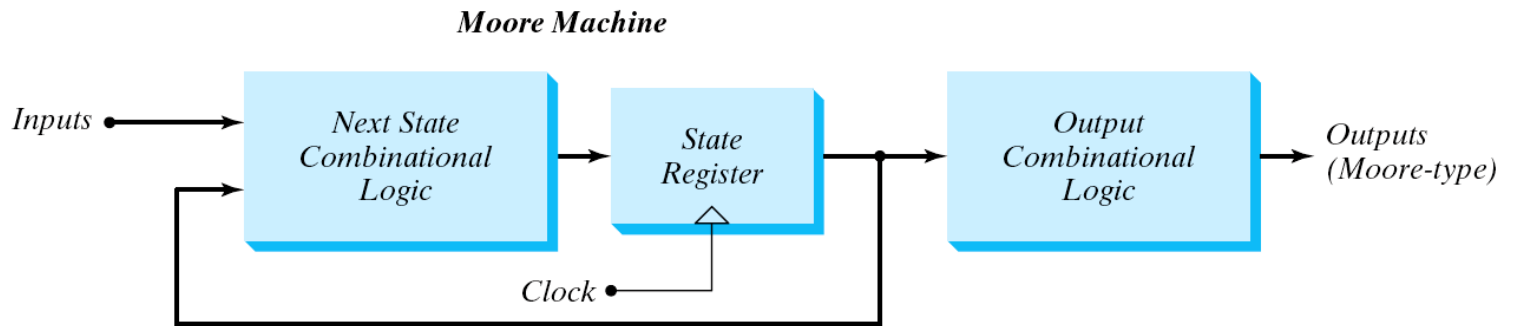 Moore Machine
Inputs
Next State
Combinational
Logic
State
Register
Output
Combinational
Logic
Outputs
(Moore-type)
Clock